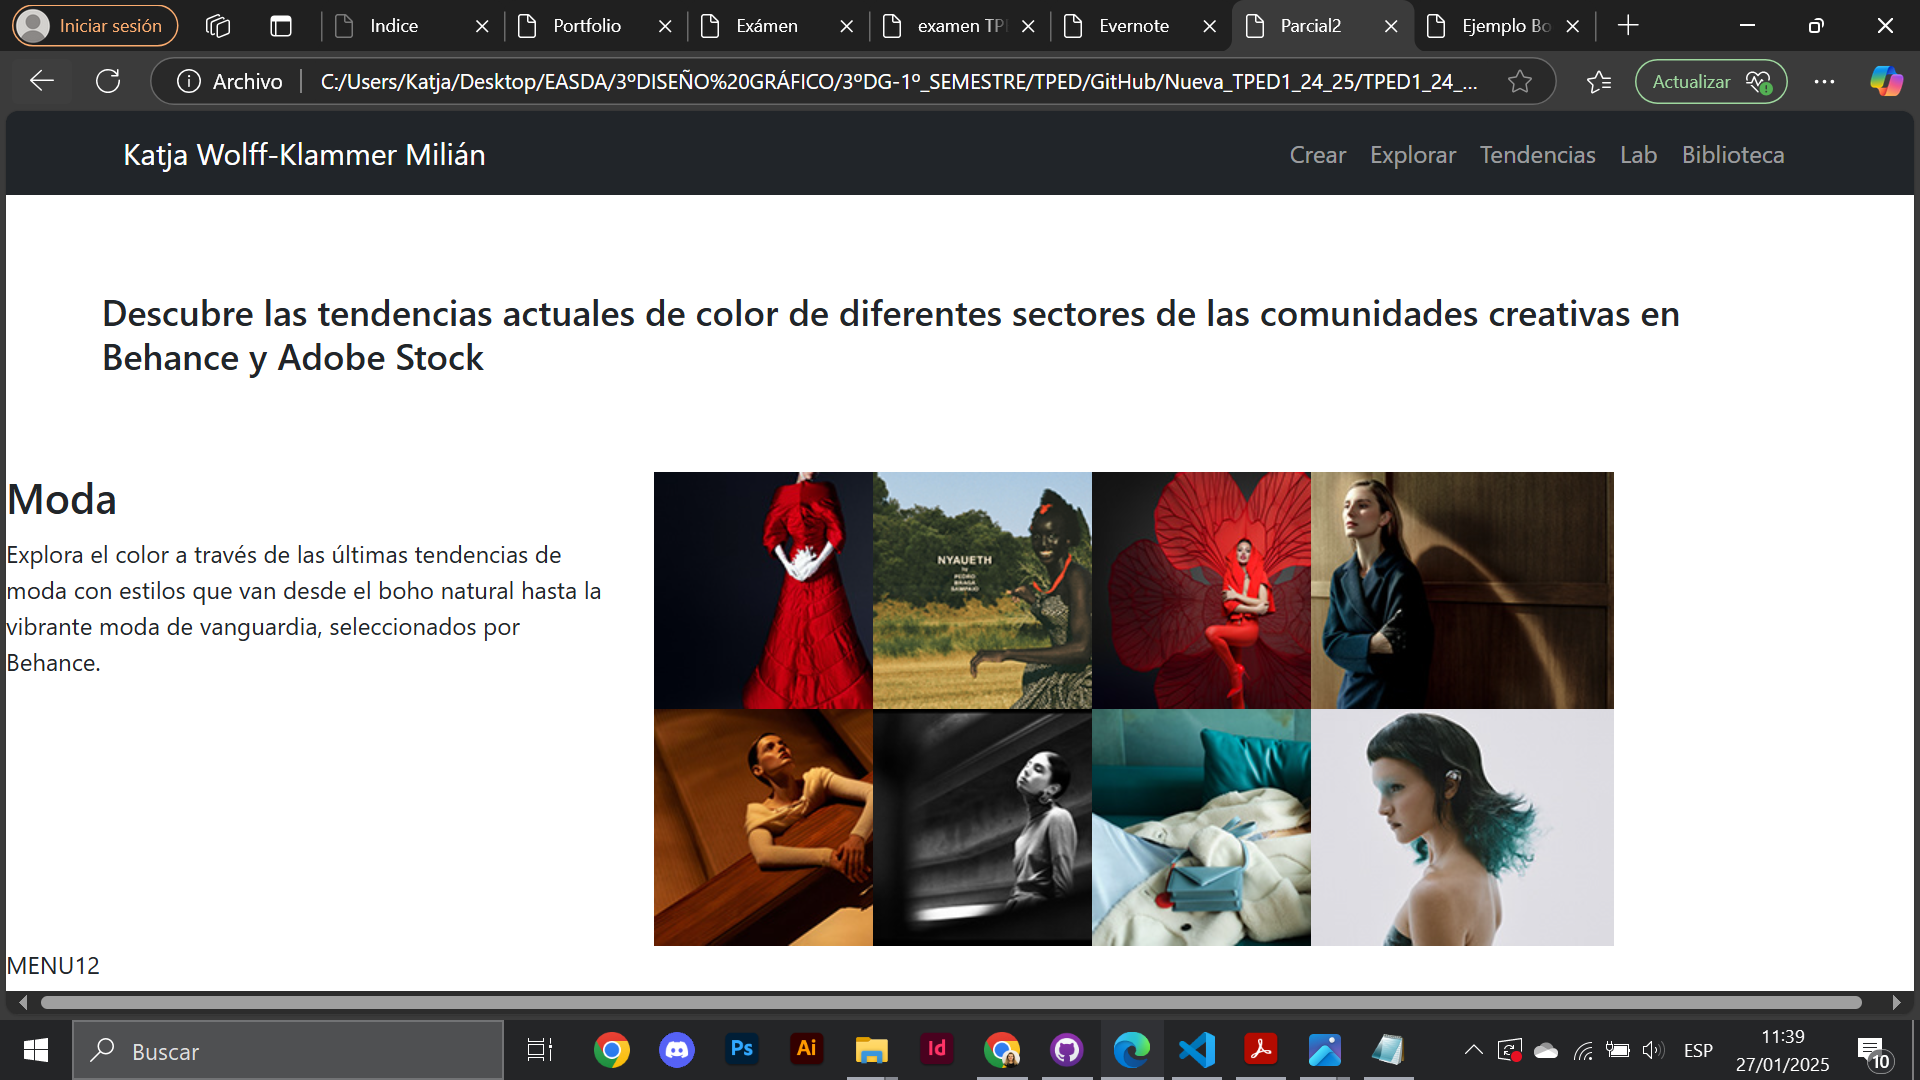 Iniciar sesión
Indice
Portfolio
Exámen
examen TP
Evernote
Parcial2
Ejemplo Bo
Archivo
C:/Users/Katja/Desktop/EASDA/3ºDISEÑO%20GRÁFICO/3ºDG-1º_SEMESTRE/TPED/GitHub/Nueva_TPED1_24_25/TPED1_24_...
Actualizar
Katja Wolff-Klammer Milián
Crear Explorar Tendencias Lab Biblioteca
Descubre las tendencias actuales de color de diferentes sectores de las comunidades creativas en
Behance y Adobe Stock
Moda
Explora el color a través de las últimas tendencias de
moda con estilos que van desde el boho natural hasta la
vibrante moda de vanguardia, seleccionados por
Behance.
NYAUETH
by
PEDRO
BRAGA
SAMPAIO
MENU12
Buscar
Ps
Ai
Id
ESP
11:39
27/01/2025
10